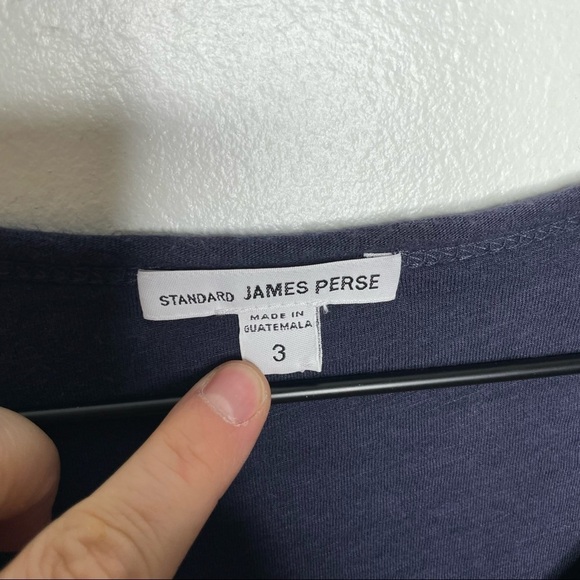 STANDARD JAMES PERSE
MADE IN
GUATEMALA
3